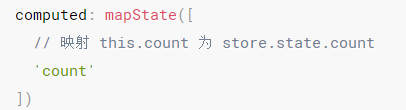 computed: mapState([
  // 映射 this.count 为 store.state.count
  'count'
])